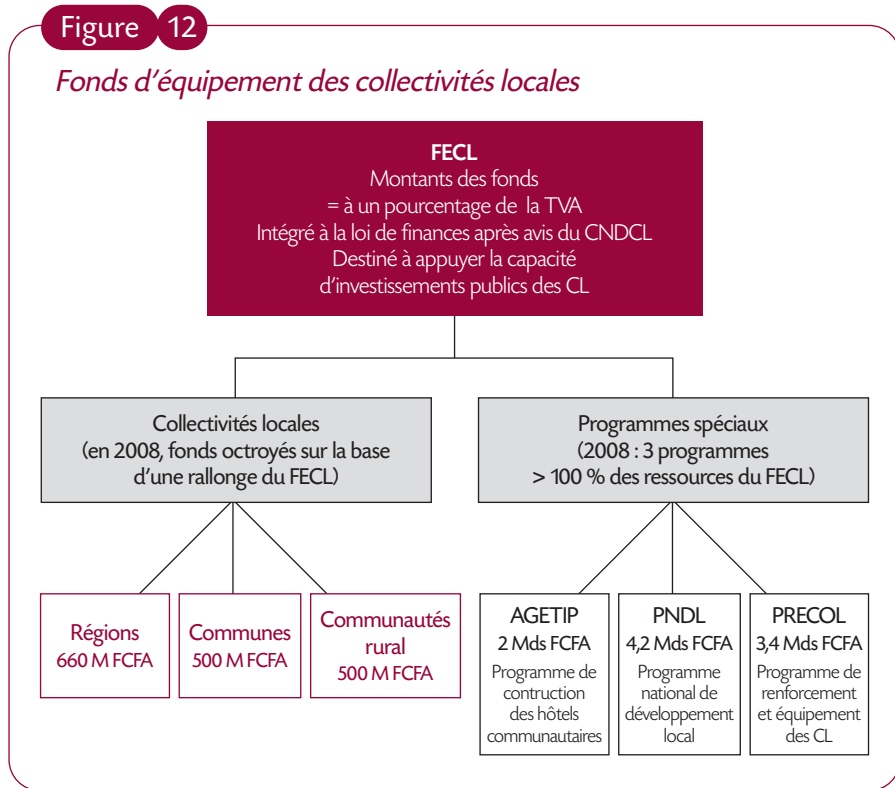 Figure 12
Fonds d'équipement des collectivités locales
FECL
Montants des fonds
= à un pourcentage de la TVA
Intégré à la loi de finances après avis du CNDCL
Destiné à appuyer la capacité
d'investissements publics des CL
Collectivités locales
(en 2008, fonds octroyés sur la base
d'une rallonge du FECL)
Programmes spéciaux
(2008 : 3 programmes
> 100 % des ressources du FECL)
Régions
660 M FCFA
Communes
500 M FCFA
Communautés
rural
500 M FCFA
AGETIP
2 Mds FCFA
Programme de
contruction
des hôtels
communautaires
PNDL
4,2 Mds FCFA
Programme
national de
développement
local
PRECOL
3,4 Mds FCFA
Programme de
renforcement
et équipement
des CL